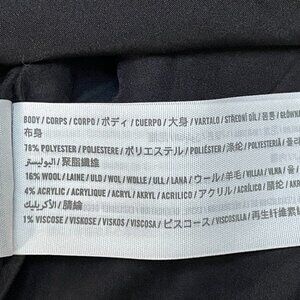 BODY / CORPS / CORPO / ボディ / CUERPO / 大身 / VARTALO / STŘEDNÍ DÍL /
布身
78% POLYESTER / POLYESTERE / ポリエステル / POLIÉSTER / 涤纶 / POLYESTERIÁ /
البوليستر / 聚酯纖維
16% WOOL / LAINE / ULD / WOL / WOLLE / ULL / LANA / ウール / 羊毛 / VILLAA / VLNA /
4% ACRYLIC / ACRYLIQUE / ACRYL / AKRYL / ACRILICO / アクリル / ACRÍLICO / 腈纶 /
الأكريليك / 腈綸
1% VISCOSE / VISKOSE / VISKOS / VISCOSA / ビスコース / VISCOSILLA / 再生纤维素